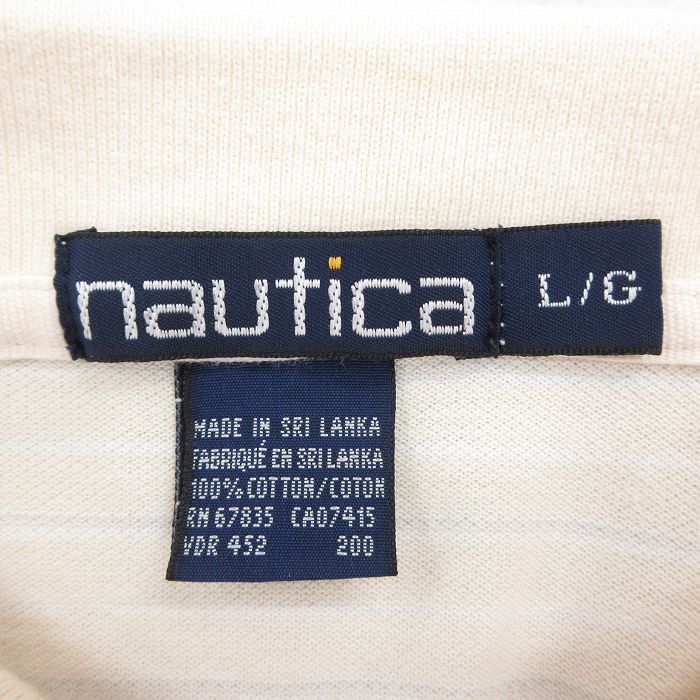 nautica
L/G
MADE IN SRI LANKA
FABRIQUÉ EN SRI LANKA
100% COTTON/COTON
RN 67835 CA07415
VDR 452 200